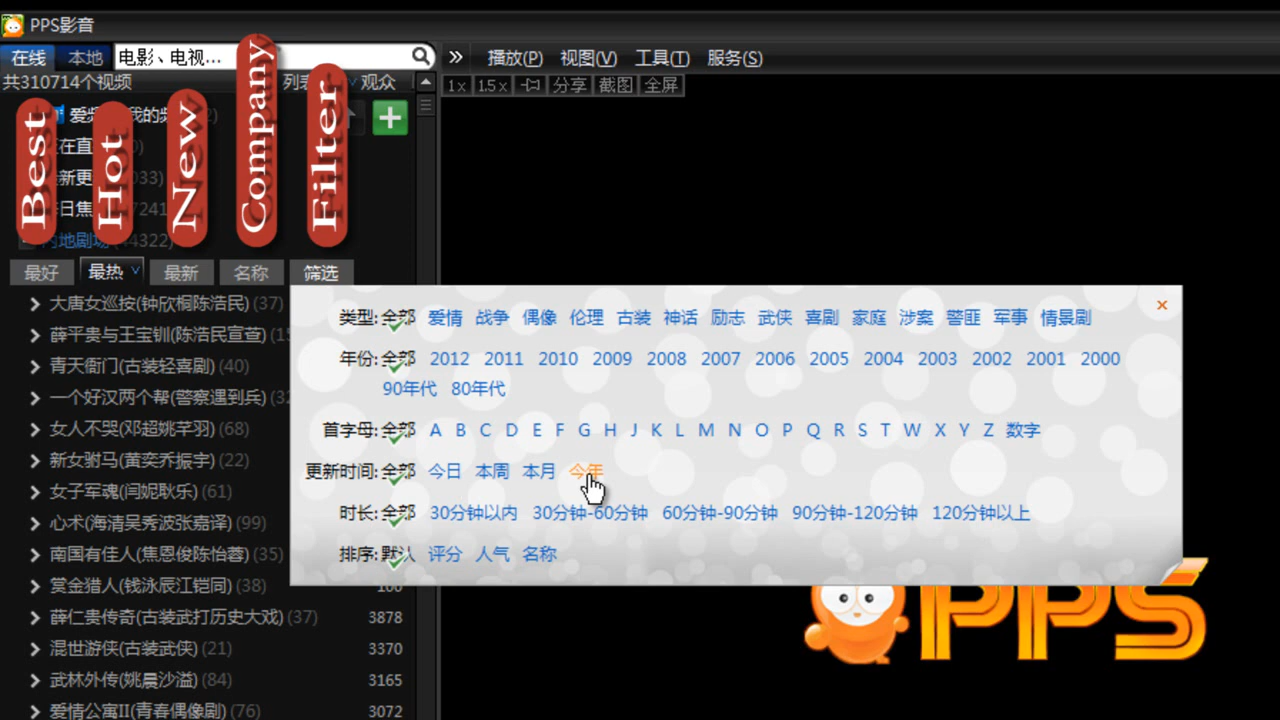 PPS影音
在线 本地 电影、电视... » 播放(P) 视图(V) 工具(T) 服务(S)
共310714个视频 列表 观众 1x 1.5x 分享 截图 全屏
Best Hot New Company Filter
最好 最热 最新 名称 筛选
大唐女巡按(钟欣桐陈浩民) (37)
薛平贵与王宝钏(陈浩民宣萱)
青天衙门(古装轻喜剧) (40)
一个好汉两个帮(警察遇到兵)
女人不哭(邓超姚芊羽) (68)
新女驸马(黄奕乔振宇) (22)
女子军魂(闫妮耿乐) (61)
心术(海清吴秀波张嘉译) (99)
南国有佳人(焦恩俊陈怡蓉) (35)
赏金猎人(钱泳辰江铠同) (38)
薛仁贵传奇(古装武打历史大戏) (37) 3878
混世游侠(古装武侠) (21) 3370
武林外传(姚晨沙溢) (84) 3165
爱情公寓II(青春偶像剧) (76) 3072
类型: 全部 爱情 战争 偶像 伦理 古装 神话 励志 武侠 喜剧 家庭 涉案 警匪 军事 情景剧
年份: 全部 2012 2011 2010 2009 2008 2007 2006 2005 2004 2003 2002 2001 2000
90年代 80年代
首字母: 全部 A B C D E F G H J K L M N O P Q R S T W X Y Z 数字
更新时间: 全部 今日 本周 本月 今年
时长: 全部 30分钟以内 30分钟-60分钟 60分钟-90分钟 90分钟-120分钟 120分钟以上
排序: 默认 评分 人气 名称
PPS